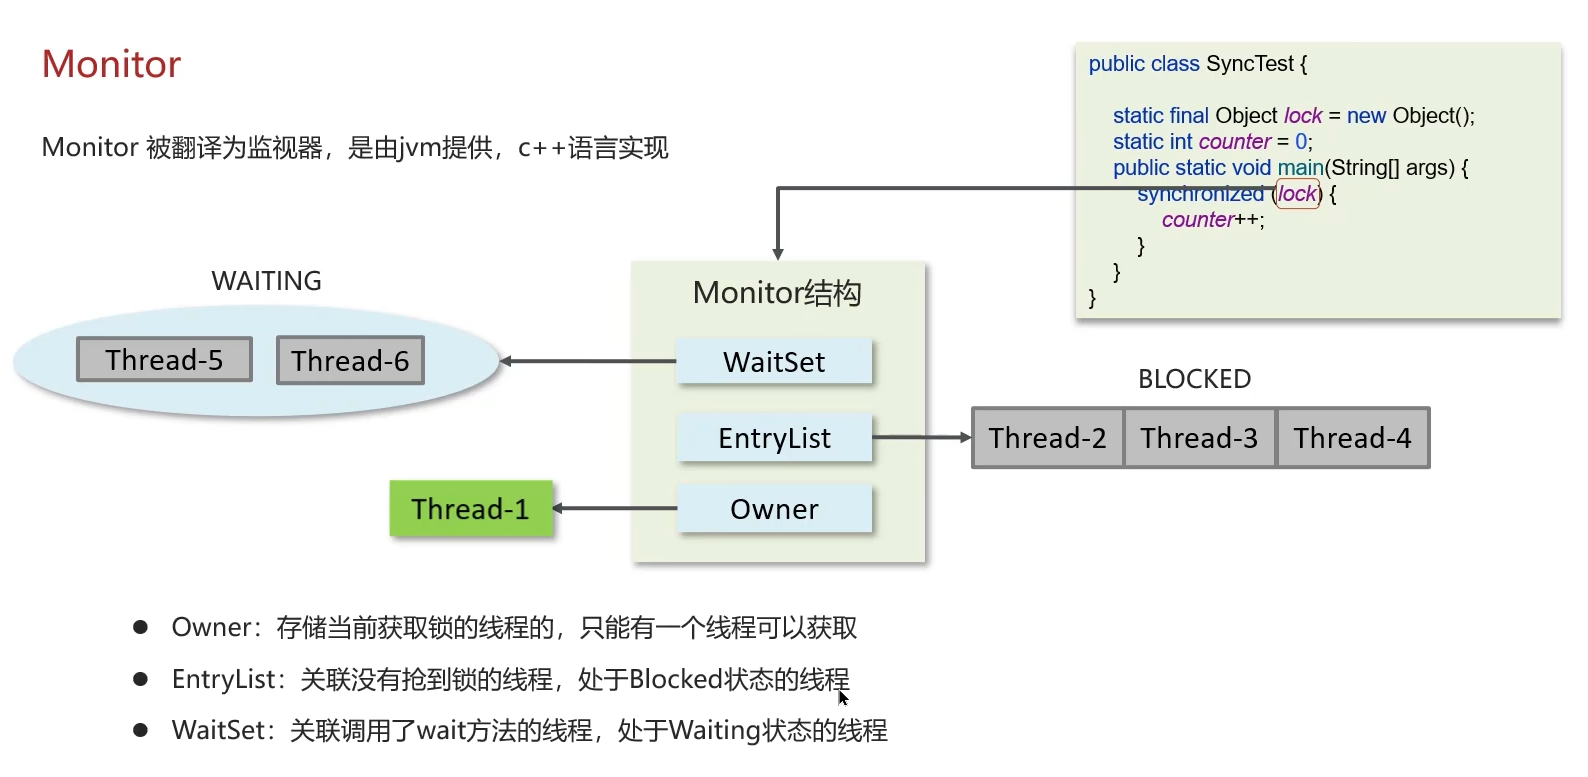 Monitor
Monitor 被翻译为监视器，是由jvm提供，c++语言实现
public class SyncTest {
static final Object lock = new Object();
static int counter = 0;
public static void main(String[] args) {
synchronized (lock) {
counter++;
}
}
}
WAITING
Thread-5 Thread-6
Monitor结构
WaitSet
EntryList
Owner
BLOCKED
Thread-2 Thread-3 Thread-4
Thread-1
● Owner：存储当前获取锁的线程的，只能有一个线程可以获取
● EntryList：关联没有抢到锁的线程，处于Blocked状态的线程
● WaitSet：关联调用了wait方法的线程，处于Waiting状态的线程